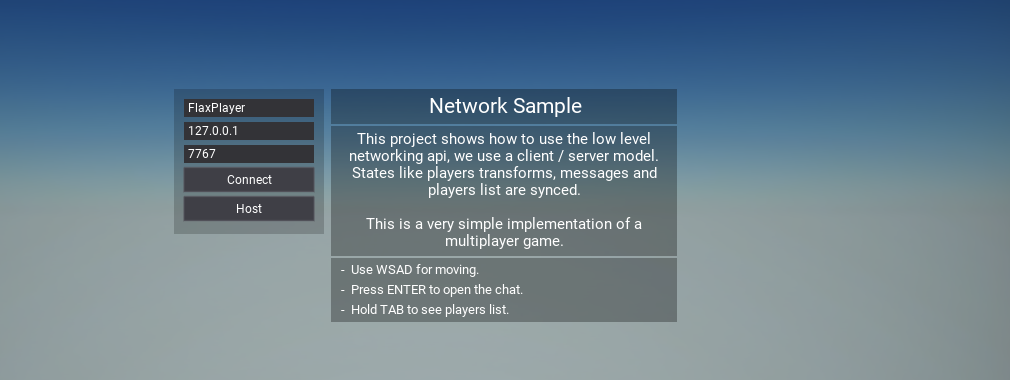 FlaxPlayer
127.0.0.1
7767
Connect
Host
Network Sample
This project shows how to use the low level
networking api, we use a client / server model.
States like players transforms, messages and
players list are synced.
This is a very simple implementation of a
multiplayer game.
- Use WSAD for moving.
- Press ENTER to open the chat.
- Hold TAB to see players list.